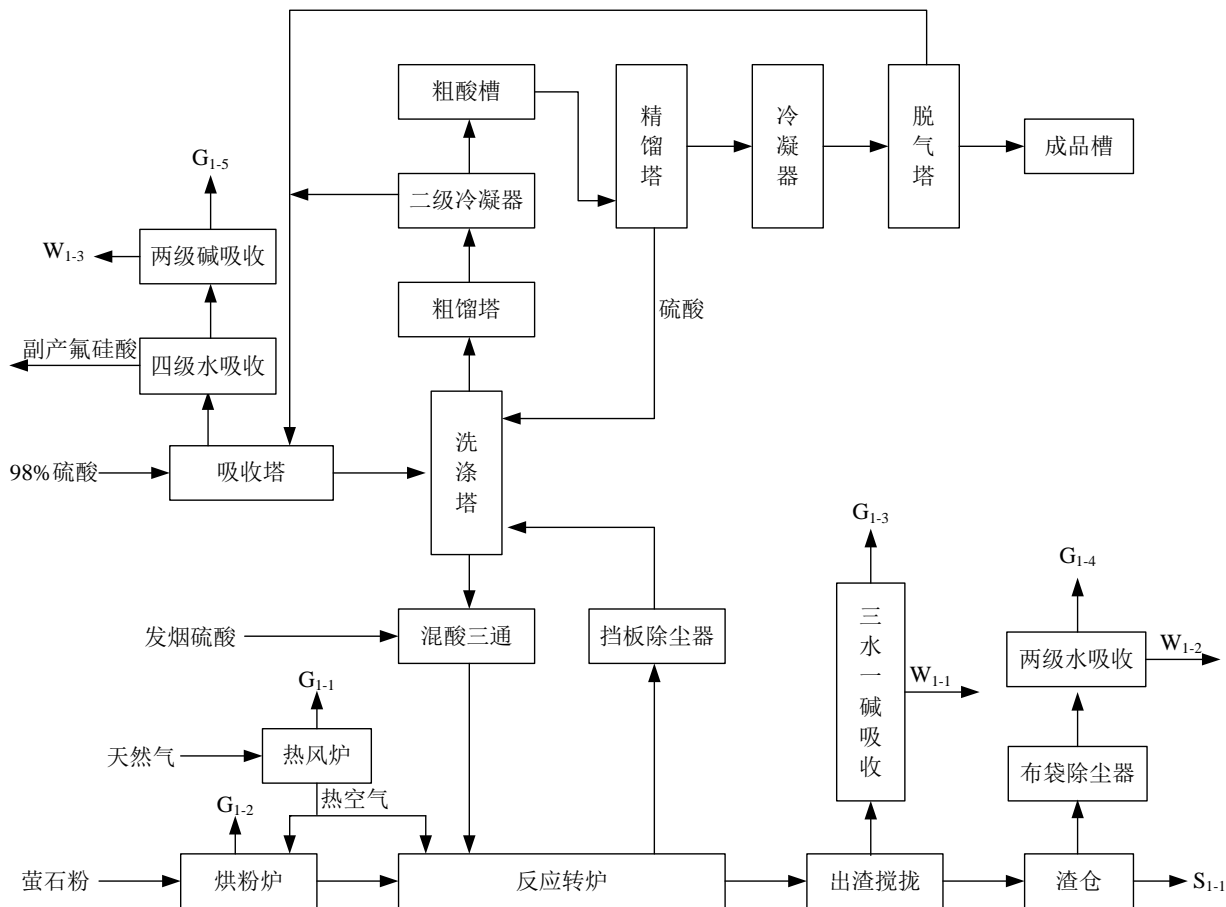 粗酸槽
精馏塔
冷凝器
脱气塔
成品槽
G1-5
二级冷凝器
W1-3
两级碱吸收
粗馏塔
硫酸
副产氟硅酸
四级水吸收
洗涤塔
98%硫酸
吸收塔
G1-3
G1-4
发烟硫酸
混酸三通
挡板除尘器
三水一碱吸收
两级水吸收
W1-2
G1-1
W1-1
天然气
热风炉
布袋除尘器
热空气
G1-2
萤石粉
烘粉炉
反应转炉
出渣搅拢
渣仓
S1-1